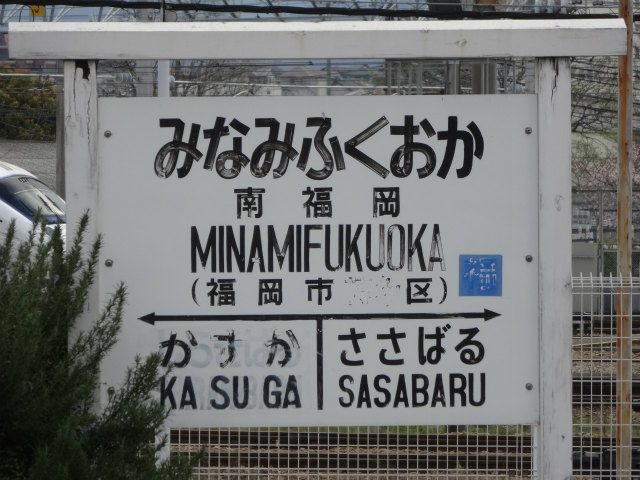 みなみふくおか
南福岡
MINAMIFUKUOKA
(福岡市 区)
かすか ささばる
KASUGA SASABARU